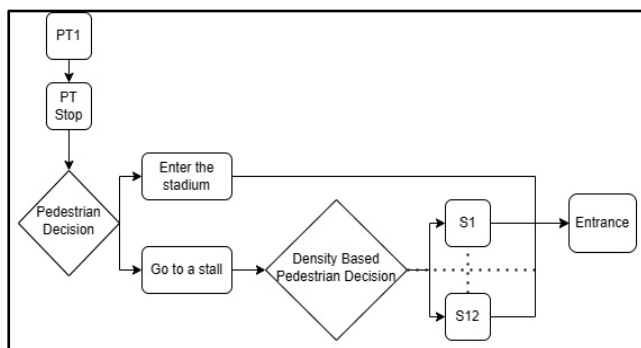 PT1
PT
Stop
Pedestrian
Decision
Enter the
stadium
Go to a stall
Density Based
Pedestrian Decision
S1
S12
Entrance